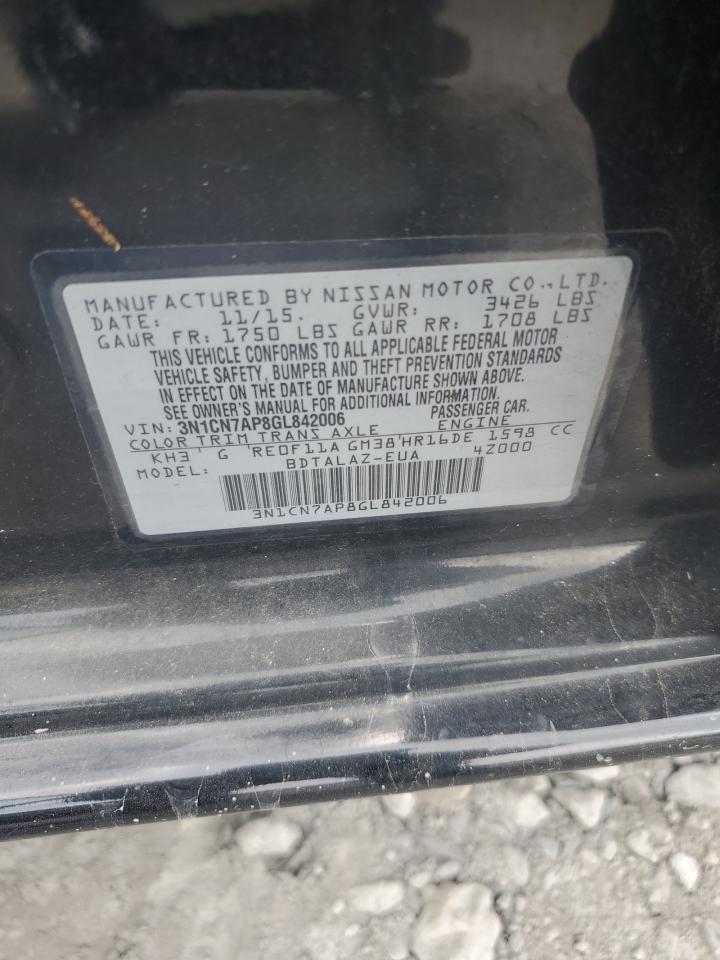 MANUFACTURED BY NISSAN MOTOR CO.,LTD.
DATE: 11/15. GVWR: 3426 LBS
GAWR FR: 1750 LBS GAWR RR: 1708 LBS
THIS VEHICLE CONFORMS TO ALL APPLICABLE FEDERAL MOTOR
VEHICLE SAFETY, BUMPER AND THEFT PREVENTION STANDARDS
IN EFFECT ON THE DATE OF MANUFACTURE SHOWN ABOVE.
SEE OWNER'S MANUAL FOR ADDITIONAL INFORMATION.
VIN: 3N1CN7AP8GL842006 PASSENGER CAR.
COLOR TRIM TRANS AXLE ENGINE
KH3' G 'RE0F11A GM38'HR16DE 1598 CC
MODEL: BDTALAZ-EUA 4Z000
3N1CN7AP8GL842006